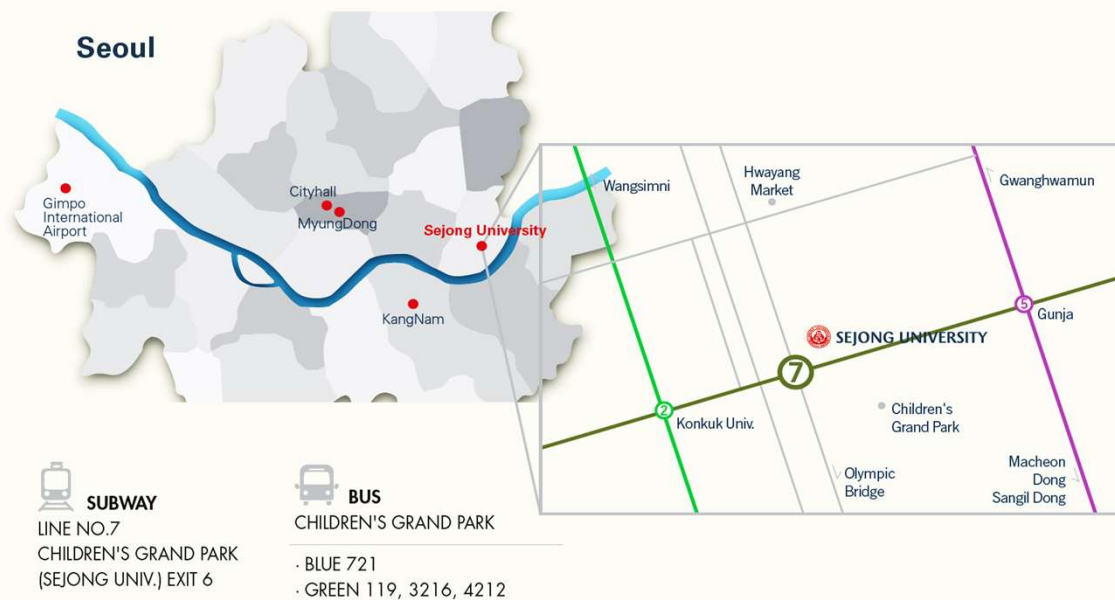 Seoul
Gimpo
International
Airport
Cityhall
MyungDong
Sejong University
KangNam
Wangsimni
Hwayang
Market
Gwanghwamun
5
Gunja
SEJONG UNIVERSITY
7
2
Konkuk Univ.
Children's
Grand Park
Olympic
Bridge
Macheon
Dong
Sangil Dong
SUBWAY
LINE NO.7
CHILDREN'S GRAND PARK
(SEJONG UNIV.) EXIT 6
BUS
CHILDREN'S GRAND PARK
· BLUE 721
· GREEN 119, 3216, 4212